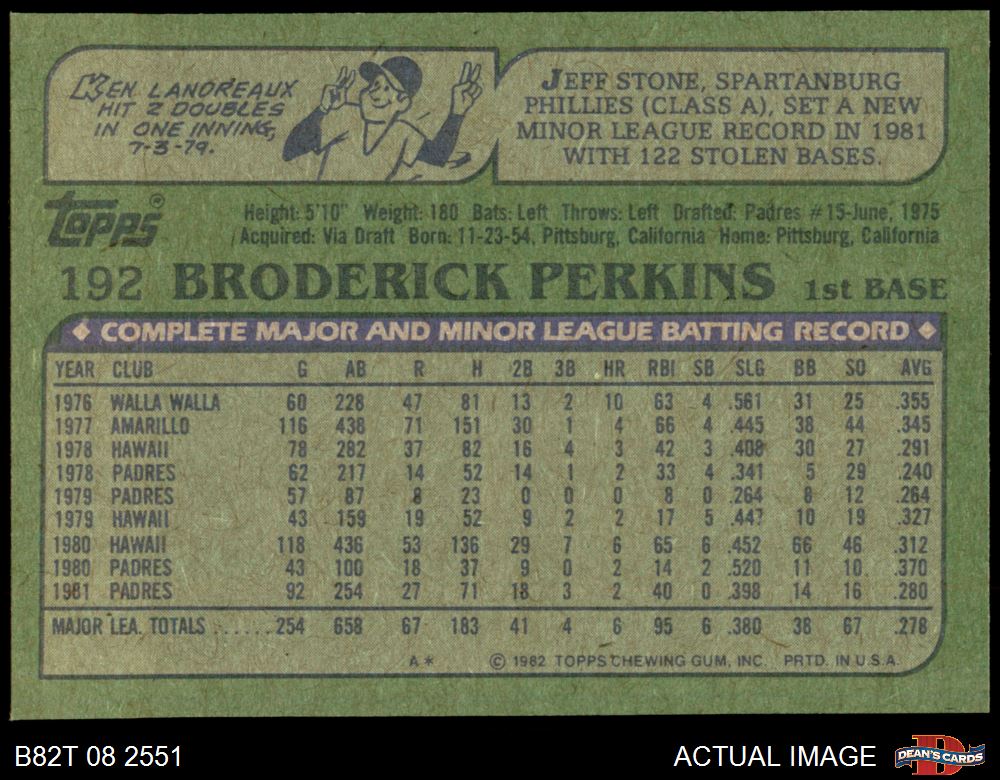 KEN LANDREAUX
HIT 2 DOUBLES
IN ONE INNING,
7-3-79.
JEFF STONE, SPARTANBURG
PHILLIES (CLASS A), SET A NEW
MINOR LEAGUE RECORD IN 1981
WITH 122 STOLEN BASES.
TOPPS®
Height: 5'10" Weight: 180 Bats: Left Throws: Left Drafted: Padres #15-June, 1975
Acquired: Via Draft Born: 11-23-54, Pittsburg, California Home: Pittsburg, California
192 BRODERICK PERKINS 1st BASE
COMPLETE MAJOR AND MINOR LEAGUE BATTING RECORD
YEAR CLUB G AB R H 2B 3B HR RBI SB SLG BB SO AVG
1976 WALLA WALLA 60 228 47 81 13 2 10 63 4 .561 31 25 .355
1977 AMARILLO 116 438 71 151 30 1 4 66 4 .445 38 44 .345
1978 HAWAII 78 282 37 82 16 4 3 42 3 .408 30 27 .291
1978 PADRES 62 217 14 52 14 1 2 33 4 .341 5 29 .240
1979 PADRES 57 87 8 23 0 0 0 8 0 .264 8 12 .264
1979 HAWAII 43 159 19 52 9 2 2 17 5 .447 10 19 .327
1980 HAWAII 118 436 53 136 29 7 6 65 6 .452 66 46 .312
1980 PADRES 43 100 18 37 9 0 2 14 2 .520 11 10 .370
1981 PADRES 92 254 27 71 18 3 2 40 0 .398 14 16 .280
MAJOR LEA. TOTALS ...... 254 658 67 183 41 4 6 95 6 .380 38 67 .278
A* © 1982 TOPPS CHEWING GUM, INC. PRTD. IN U.S.A.
B82T 08 2551
ACTUAL IMAGE
DEAN'S CARDS